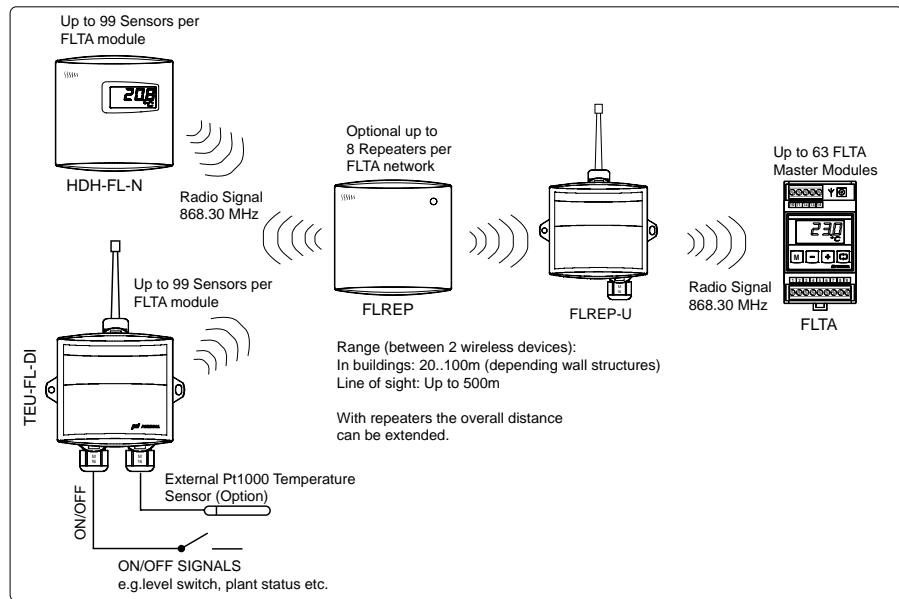 Up to 99 Sensors per
FLTA module
20.8
°C
HDH-FL-N
Radio Signal
868.30 MHz
Optional up to
8 Repeaters per
FLTA network
FLREP
FLREP-U
Up to 63 FLTA
Master Modules
23.0
°C
M - +
FLTA
Radio Signal
868.30 MHz
Up to 99 Sensors per
FLTA module
TEU-FL-DI
Range (between 2 wireless devices):
In buildings: 20..100m (depending wall structures)
Line of sight: Up to 500m
With repeaters the overall distance
can be extended.
External Pt1000 Temperature
Sensor (Option)
ON/OFF
ON/OFF SIGNALS
e.g.level switch, plant status etc.